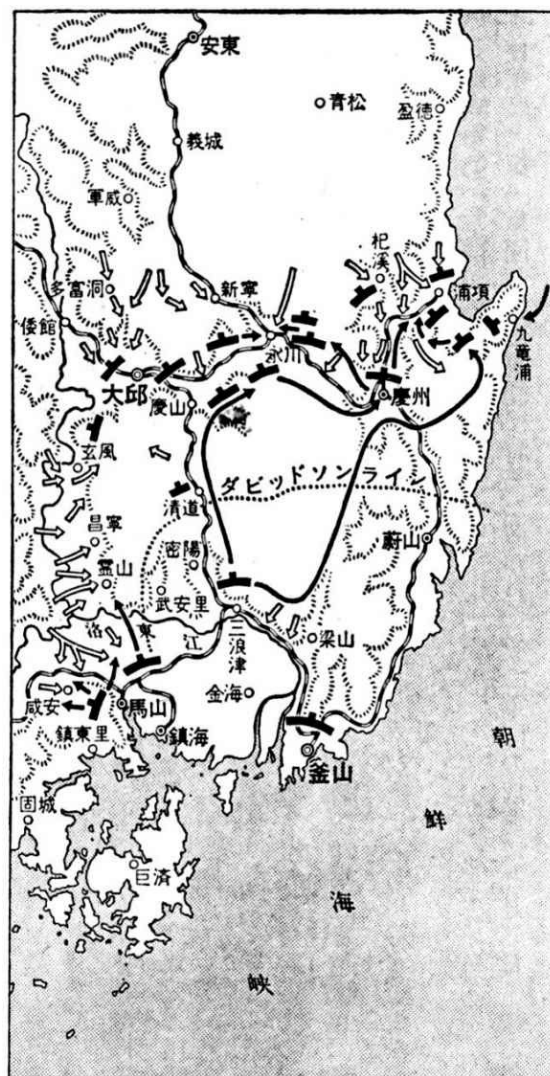 安東
青松
盈徳
義城
軍威
杞溪
多富洞
新寧
浦項
倭館
永川
九竜浦
大邱
慶山
慶州
玄風
ダビッドソンライン
清道
昌寧
蔚山
密陽
霊山
武安里
洛東江
三浪津
梁山
咸安
馬山
金海
鎮東里
鎮海
釜山
固城
巨済
朝鮮海峡